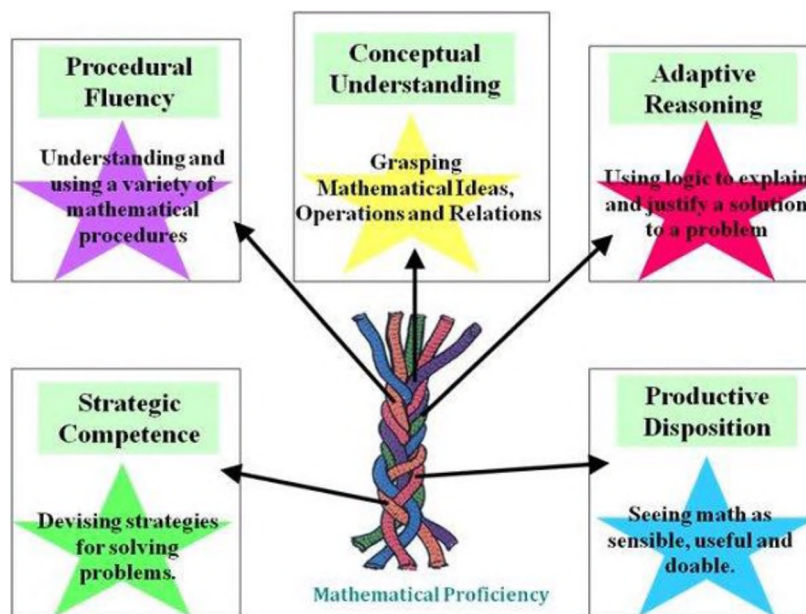 Procedural
Fluency
Understanding and
using a variety of
mathematical
procedures
Conceptual
Understanding
Grasping
Mathematical Ideas,
Operations and Relations
Adaptive
Reasoning
Using logic to explain
and justify a solution
to a problem
Strategic
Competence
Devising strategies
for solving
problems.
Productive
Disposition
Seeing math as
sensible, useful and
doable.
Mathematical Proficiency